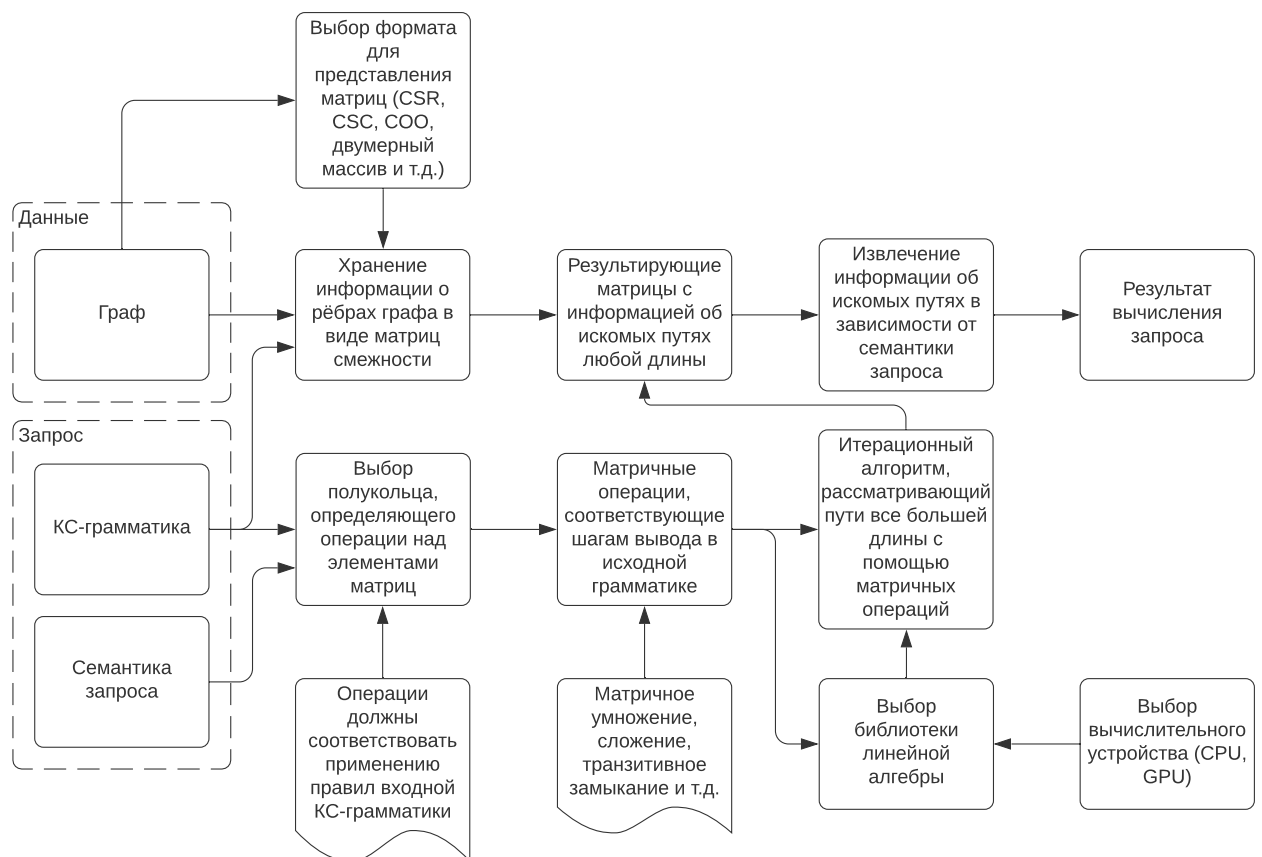 Выбор формата
для
представления
матриц (CSR,
CSC, COO,
двумерный
массив и т.д.)
Данные
Граф
Хранение
информации о
рёбрах графа в
виде матриц
смежности
Результирующие
матрицы с
информацией об
искомых путях
любой длины
Извлечение
информации об
искомых путях в
зависимости от
семантики
запроса
Результат
вычисления
запроса
Запрос
КС-грамматика
Выбор
полукольца,
определяющего
операции над
элементами
матриц
Матричные
операции,
соответствующие
шагам вывода в
исходной
грамматике
Итерационный
алгоритм,
рассматривающий
пути все большей
длины с
помощью
матричных
операций
Семантика
запроса
Операции
должны
соответствовать
применению
правил входной
КС-грамматики
Матричное
умножение,
сложение,
транзитивное
замыкание и т.д.
Выбор
библиотеки
линейной
алгебры
Выбор
вычислительного
устройства (CPU,
GPU)